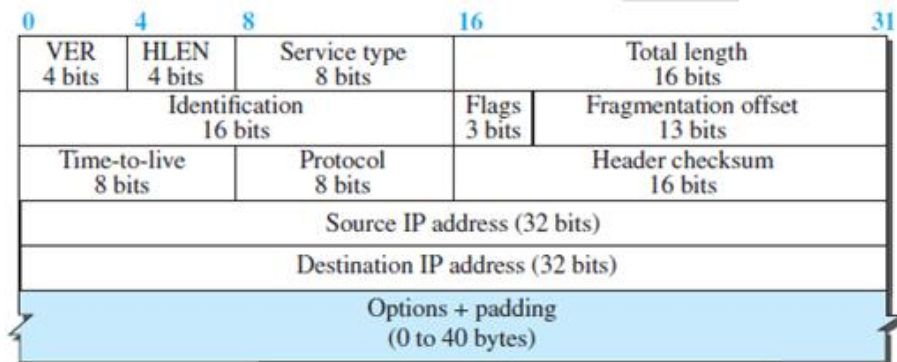 0 4 8 16 31
VER HLEN Service type Total length
4 bits 4 bits 8 bits 16 bits
Identification Flags Fragmentation offset
16 bits 3 bits 13 bits
Time-to-live Protocol Header checksum
8 bits 8 bits 16 bits
Source IP address (32 bits)
Destination IP address (32 bits)
Options + padding
(0 to 40 bytes)